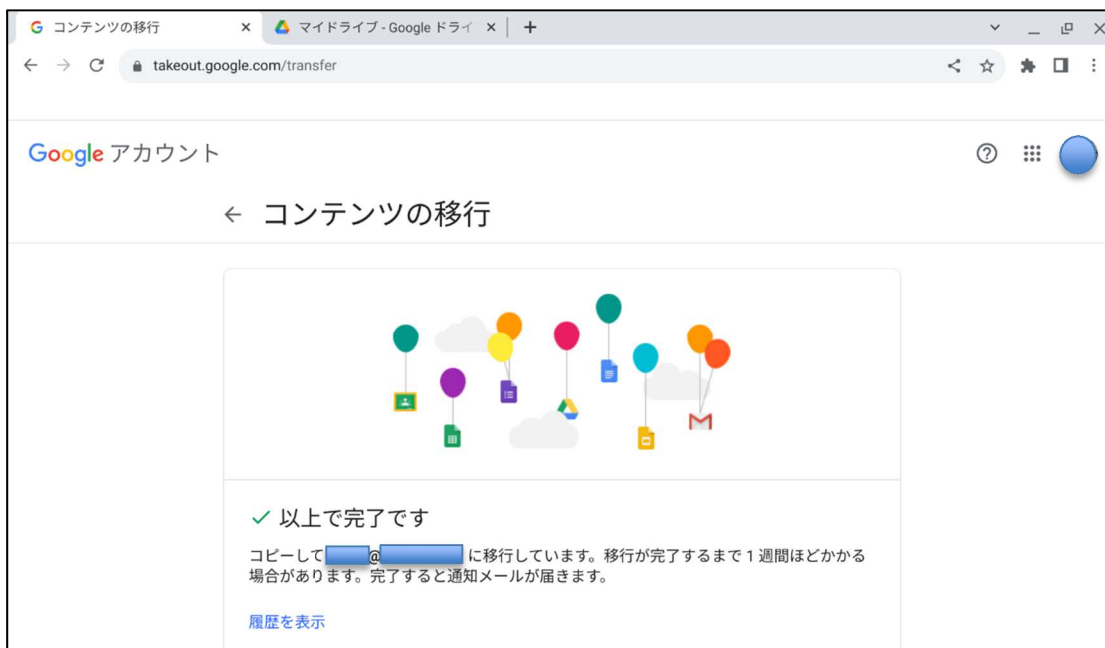 コンテンツの移行
マイドライブ - Google ドライ
takeout.google.com/transfer
Google アカウント
コンテンツの移行
以上で完了です
コピーして @ に移行しています。移行が完了するまで 1 週間ほどかかる
場合があります。完了すると通知メールが届きます。
履歴を表示